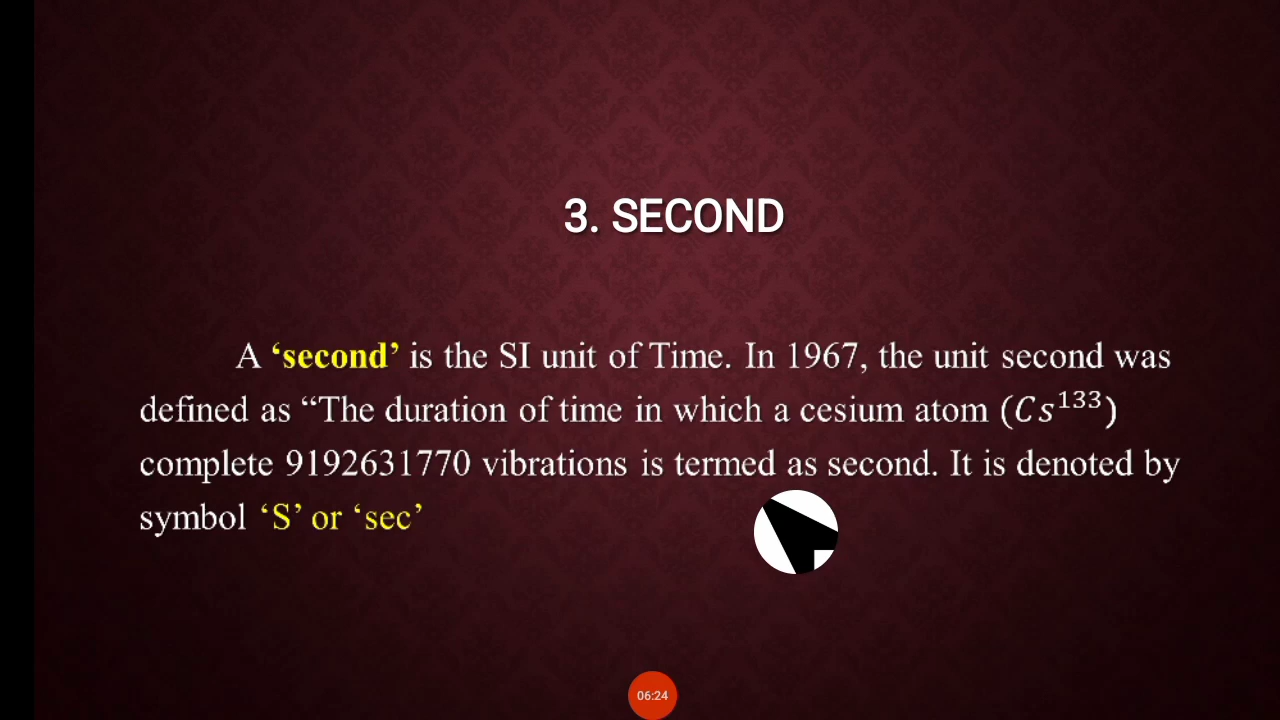 3. SECOND
A ‘second’ is the SI unit of Time. In 1967, the unit second was
defined as “The duration of time in which a cesium atom (Cs¹³³)
complete 9192631770 vibrations is termed as second. It is denoted by
symbol ‘S’ or ‘sec’
06:24